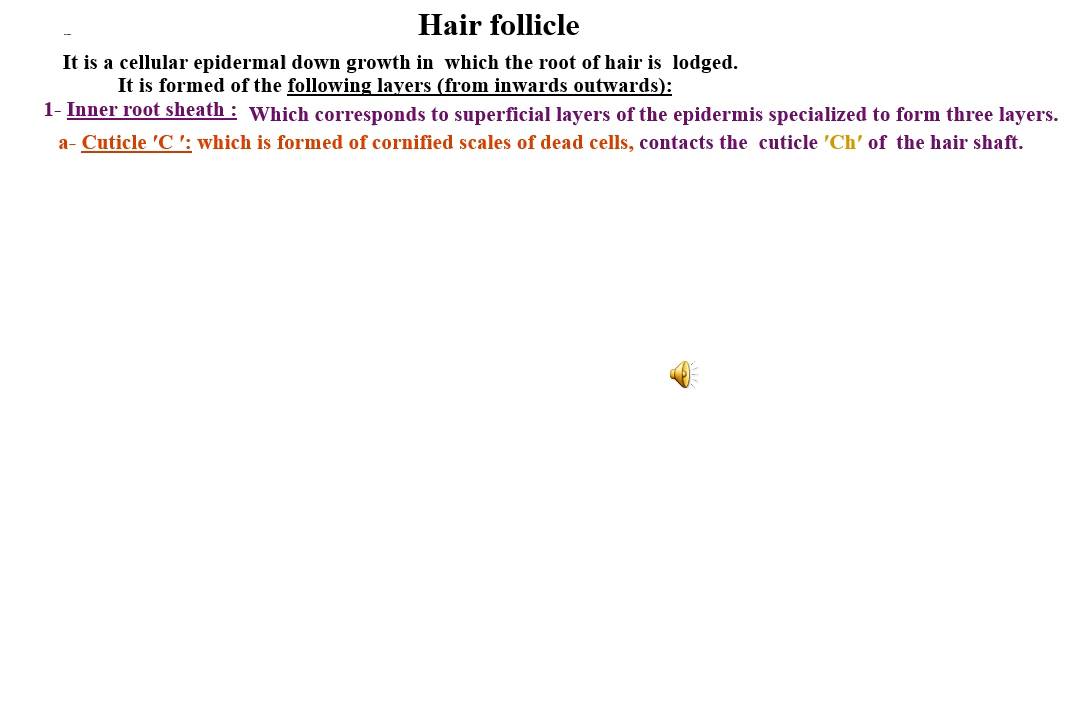 Hair follicle
It is a cellular epidermal down growth in which the root of hair is lodged.
It is formed of the following layers (from inwards outwards):
1- Inner root sheath : Which corresponds to superficial layers of the epidermis specialized to form three layers.
a- Cuticle 'C ': which is formed of cornified scales of dead cells, contacts the cuticle 'Ch' of the hair shaft.